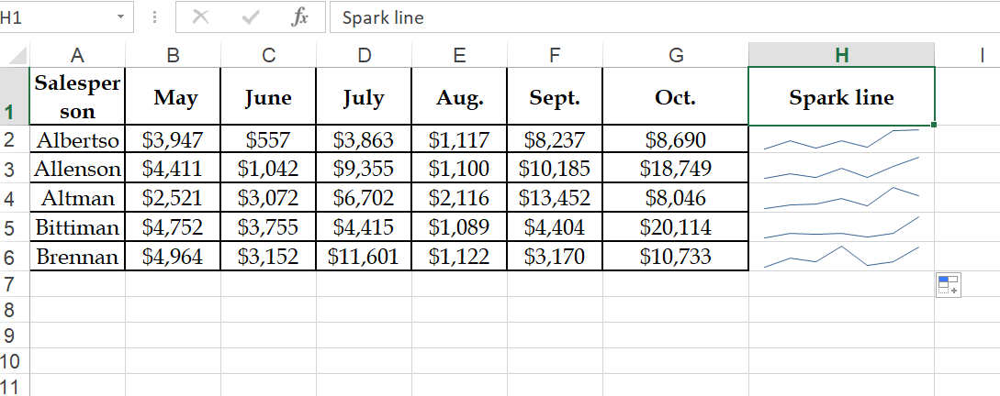 H1 fx Spark line
A B C D E F G H I
1 Salesper son May June July Aug. Sept. Oct. Spark line
2 Albertso $3,947 $557 $3,863 $1,117 $8,237 $8,690
3 Allenson $4,411 $1,042 $9,355 $1,100 $10,185 $18,749
4 Altman $2,521 $3,072 $6,702 $2,116 $13,452 $8,046
5 Bittiman $4,752 $3,755 $4,415 $1,089 $4,404 $20,114
6 Brennan $4,964 $3,152 $11,601 $1,122 $3,170 $10,733
7
8
9
10
11